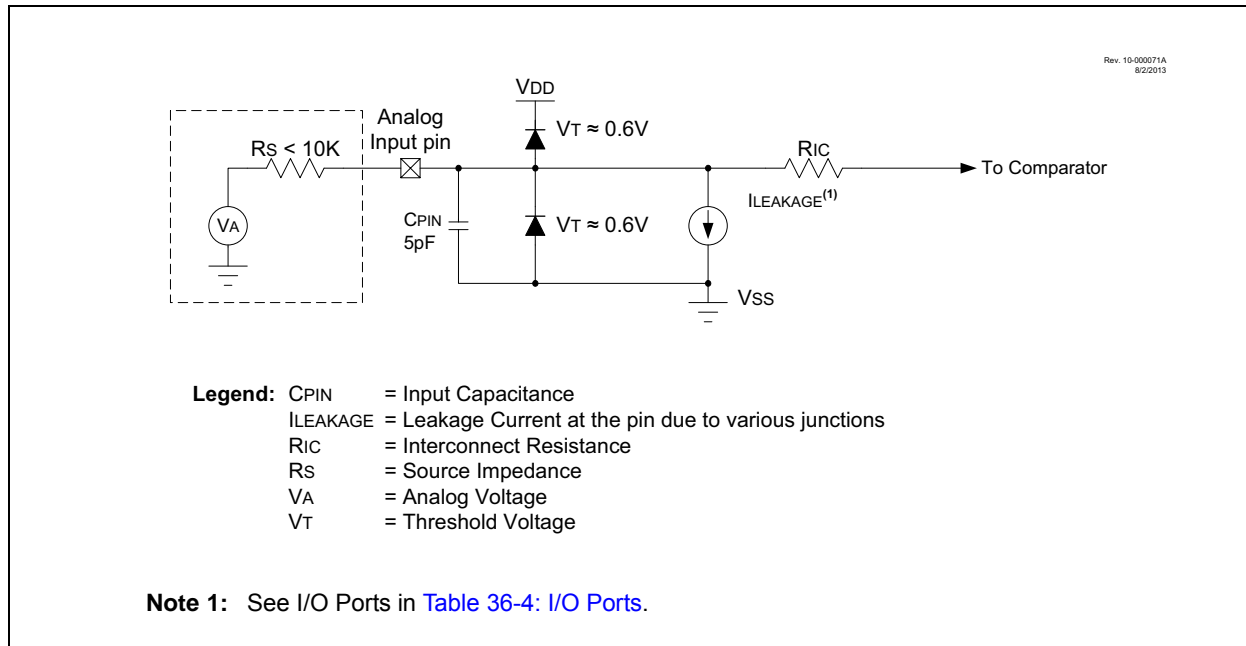 Rev. 10-000071A
8/2/2013
VDD
Analog
Input pin
VT ≈ 0.6V
RS < 10K
RIC
To Comparator
ILEAKAGE(1)
VA
CPIN
5pF
VT ≈ 0.6V
VSS
Legend: CPIN = Input Capacitance
ILEAKAGE = Leakage Current at the pin due to various junctions
RIC = Interconnect Resistance
RS = Source Impedance
VA = Analog Voltage
VT = Threshold Voltage
Note 1: See I/O Ports in Table 36-4: I/O Ports.